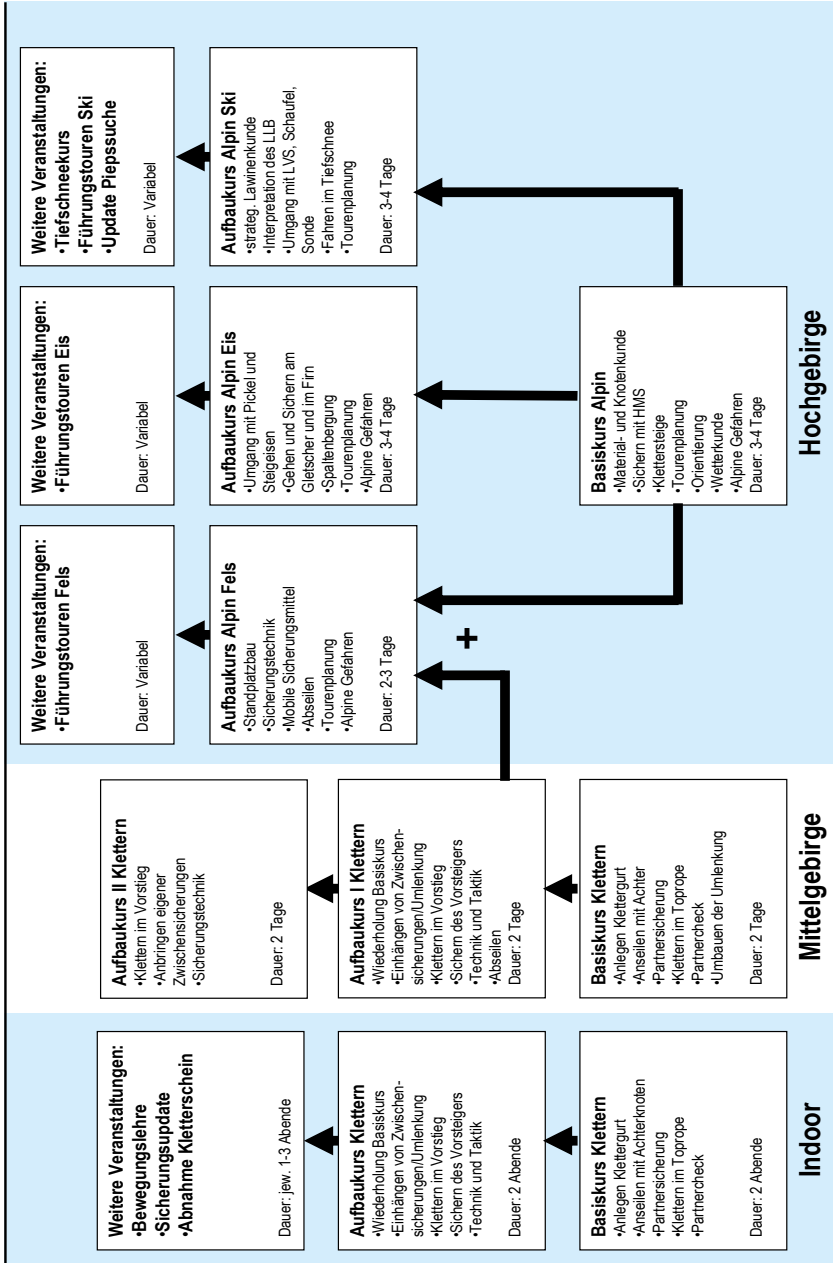 Weitere Veranstaltungen:
•Bewegungslehre
•Sicherungsupdate
•Abnahme Kletterschein
Dauer: jew. 1-3 Abende
Aufbaukurs Klettern
•Wiederholung Basiskurs
•Einhängen von Zwischen-
sicherungen/Umlenkung
•Klettern im Vorstieg
•Sichern des Vorsteigers
•Technik und Taktik
Dauer: 2 Abende
Basiskurs Klettern
•Anlegen Klettergurt
•Anseilen mit Achterknoten
•Partnersicherung
•Klettern im Toprope
•Partnercheck
Dauer: 2 Abende
Indoor
Aufbaukurs II Klettern
•Klettern im Vorstieg
•Anbringen eigener
Zwischensicherungen
•Sicherungstechnik
Dauer: 2 Tage
Aufbaukurs I Klettern
•Wiederholung Basiskurs
•Einhängen von Zwischen-
sicherungen/Umlenkung
•Klettern im Vorstieg
•Sichern des Vorsteigers
•Technik und Taktik
•Abseilen
Dauer: 2 Tage
Basiskurs Klettern
•Anlegen Klettergurt
•Anseilen mit Achter
•Partnersicherung
•Klettern im Toprope
•Partnercheck
•Umbauen der Umlenkung
Dauer: 2 Tage
Mittelgebirge
Weitere Veranstaltungen:
•Führungstouren Fels
Dauer: Variabel
Aufbaukurs Alpin Fels
•Standplatzbau
•Sicherungstechnik
•Mobile Sicherungsmittel
•Abseilen
•Tourenplanung
•Alpine Gefahren
Dauer: 2-3 Tage
+
Weitere Veranstaltungen:
•Führungstouren Eis
Dauer: Variabel
Aufbaukurs Alpin Eis
•Umgang mit Pickel und
Steigeisen
•Gehen und Sichern am
Gletscher und im Firn
•Spaltenbergung
•Tourenplanung
•Alpine Gefahren
Dauer: 3-4 Tage
Weitere Veranstaltungen:
•Tiefschneekurs
•Führungstouren Ski
•Update Piepssuche
Dauer: Variabel
Aufbaukurs Alpin Ski
•strateg. Lawinenkunde
•Interpretation des LLB
•Umgang mit LVS, Schaufel,
Sonde
•Fahren im Tiefschnee
•Tourenplanung
Dauer: 3-4 Tage
Basiskurs Alpin
•Material- und Knotenkunde
•Sichern mit HMS
•Klettersteige
•Tourenplanung
•Orientierung
•Wetterkunde
•Alpine Gefahren
Dauer: 3-4 Tage
Hochgebirge